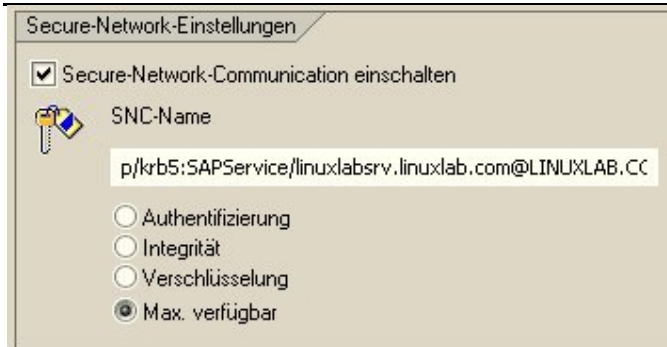 Secure-Network-Einstellungen
Secure-Network-Communication einschalten
SNC-Name
p/krb5:SAPService/linuxlabsrv.linuxlab.com@LINUXLAB.CC
Authentifizierung
Integrität
Verschlüsselung
Max. verfügbar